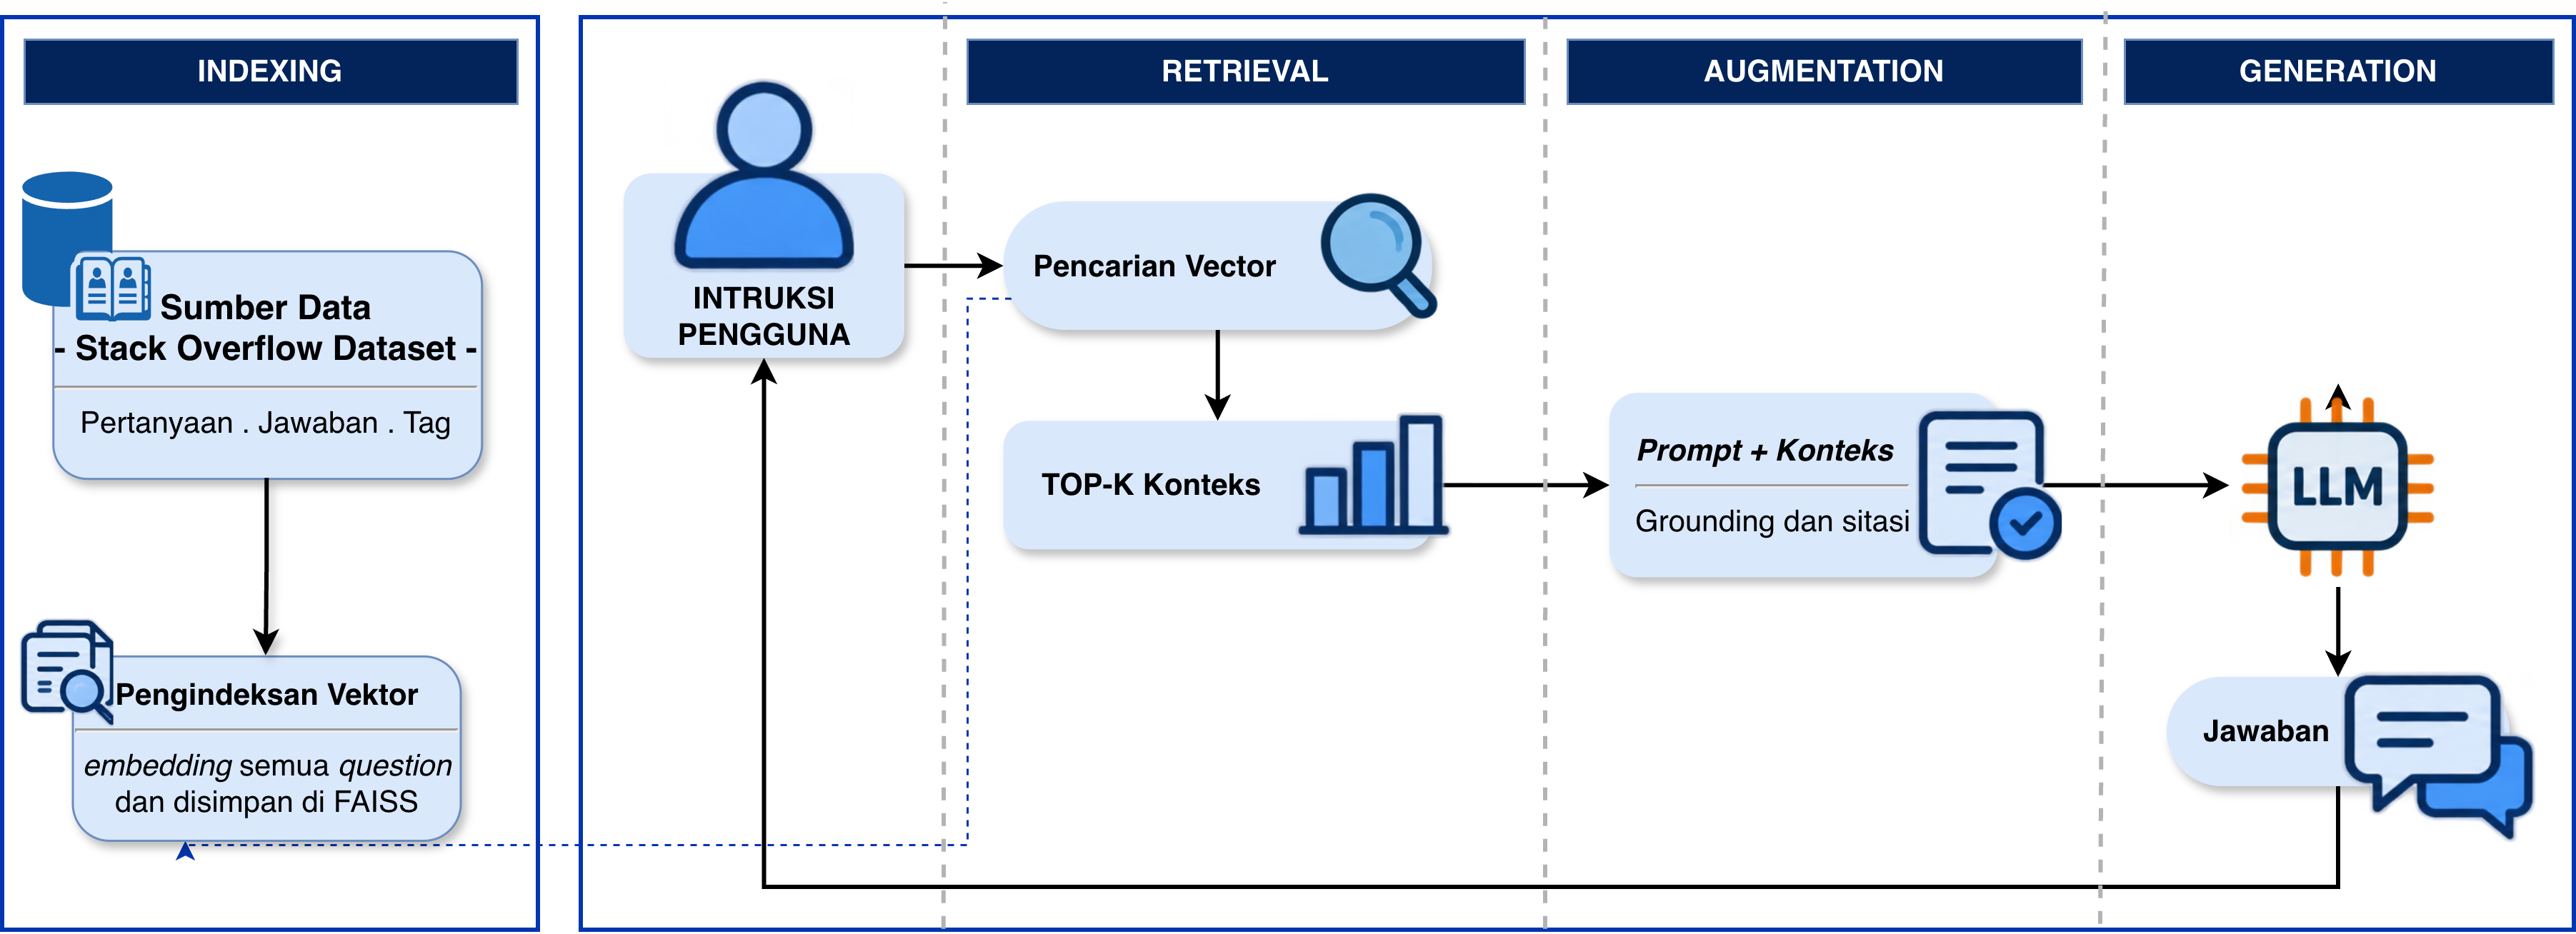 INDEXING
Sumber Data
- Stack Overflow Dataset -
Pertanyaan . Jawaban . Tag
Pengindeksan Vektor
embedding semua question
dan disimpan di FAISS
INTRUKSI
PENGGUNA
RETRIEVAL
Pencarian Vector
TOP-K Konteks
AUGMENTATION
Prompt + Konteks
Grounding dan sitasi
GENERATION
LLM
Jawaban